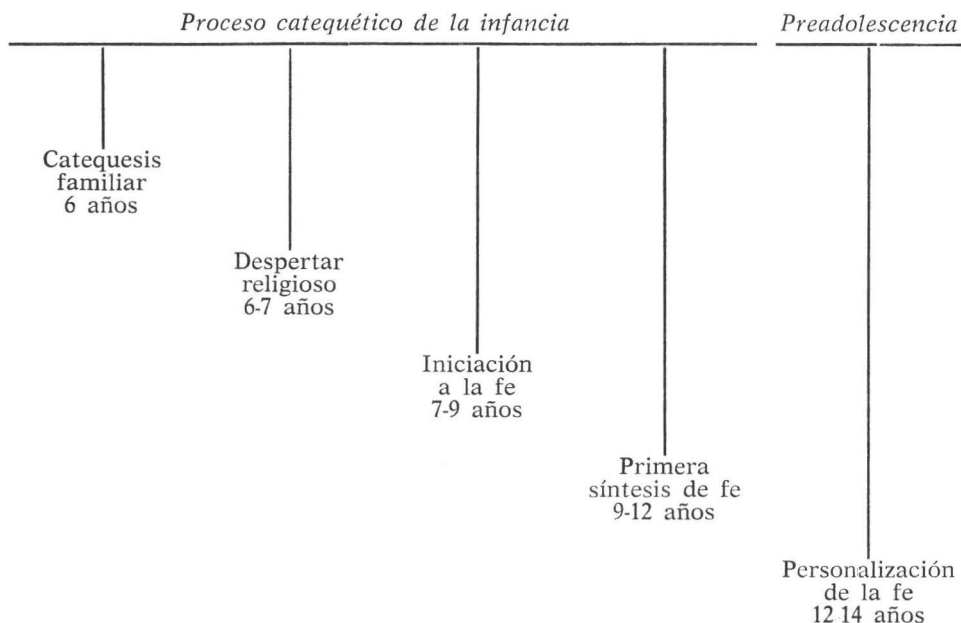 Proceso catequético de la infancia
Preadolescencia
Catequesis
familiar
6 años
Despertar
religioso
6-7 años
Iniciación
a la fe
7-9 años
Primera
síntesis de fe
9-12 años
Personalización
de la fe
12 14 años